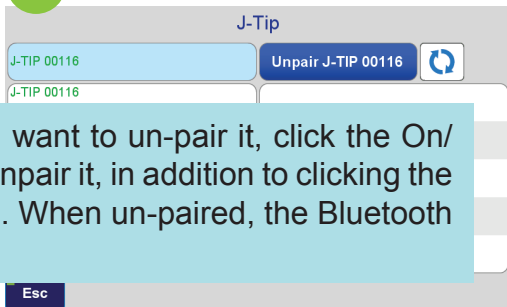 J-Tip
J-TIP 00116
Unpair J-TIP 00116
J-TIP 00116
want to un-pair it, click the On/
npair it, in addition to clicking the
. When un-paired, the Bluetooth
Esc